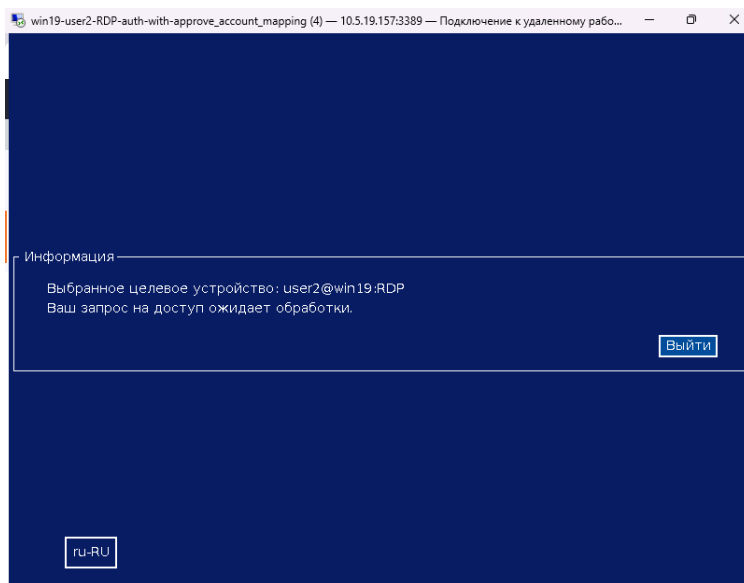 win19-user2-RDP-auth-with-approve_account_mapping (4) — 10.5.19.157:3389 — Подключение к удаленному рабо...
Информация
Выбранное целевое устройство: user2@win19:RDP
Ваш запрос на доступ ожидает обработки.
Выйти
ru-RU